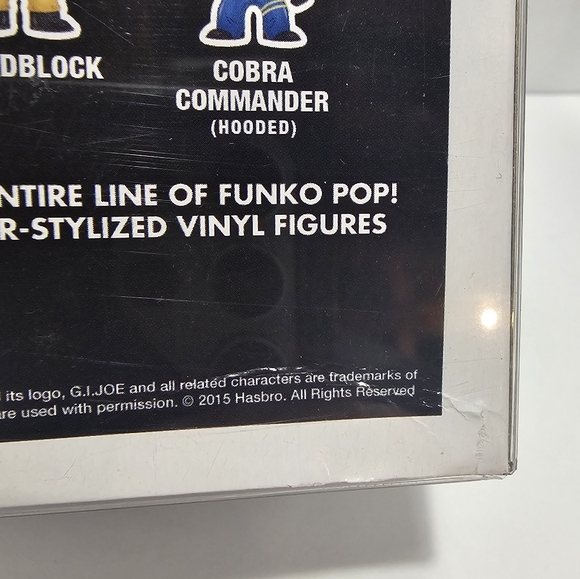 DBLOCK
COBRA
COMMANDER
(HOODED)
NTIRE LINE OF FUNKO POP!
R-STYLIZED VINYL FIGURES
its logo, G.I.JOE and all related characters are trademarks of
are used with permission. © 2015 Hasbro. All Rights Reserved